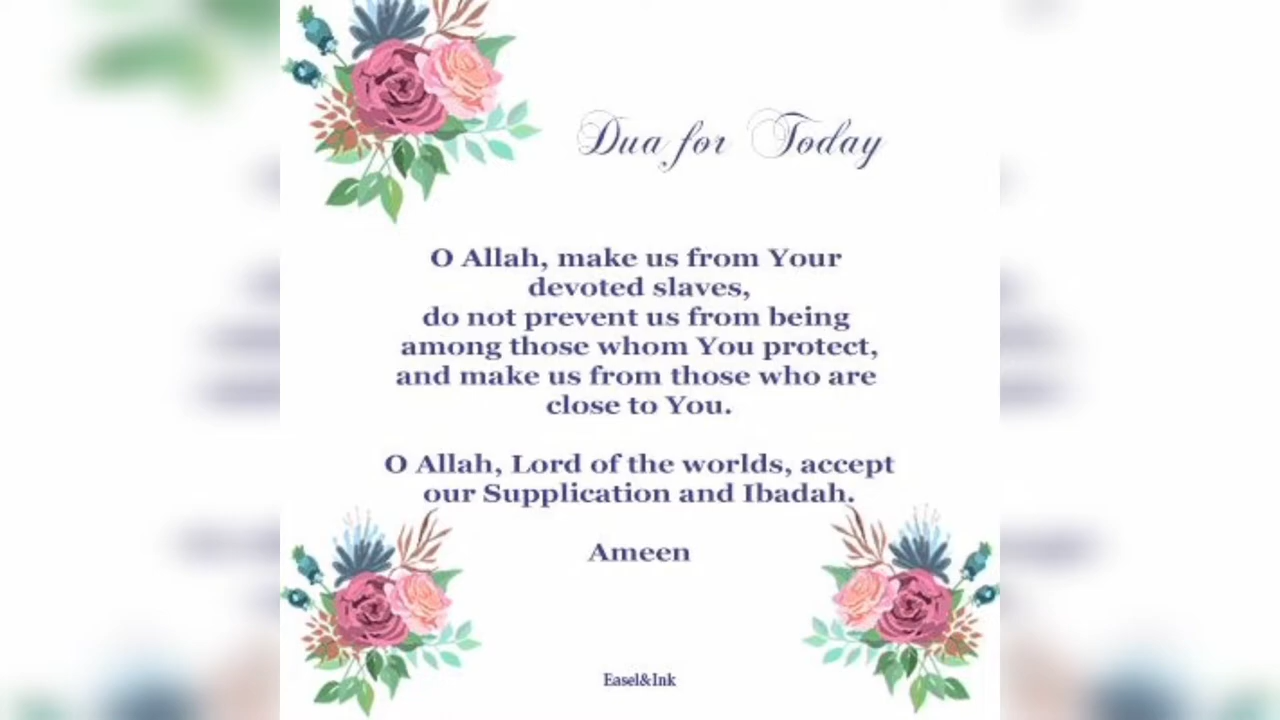 Dua for Today
O Allah, make us from Your
devoted slaves,
do not prevent us from being
among those whom You protect,
and make us from those who are
close to You.
O Allah, Lord of the worlds, accept
our Supplication and Ibadah.
Ameen
Easel&Ink